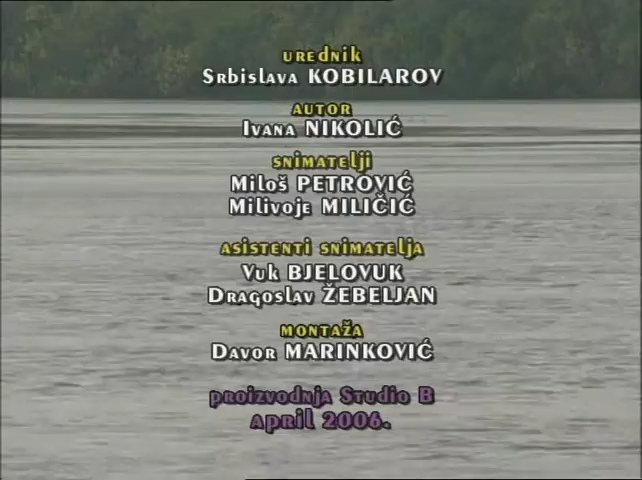 urednik
Srbislava KOBILAROV
autor
Ivana NIKOLIĆ
snimatelji
Miloš PETROVIĆ
Milivoje MILIČIĆ
asistenti snimatelja
Vuk BJELOVUK
Dragoslav ŽEBELJAN
montaža
Davor MARINKOVIĆ
proizvodnja Studio B
april 2006.